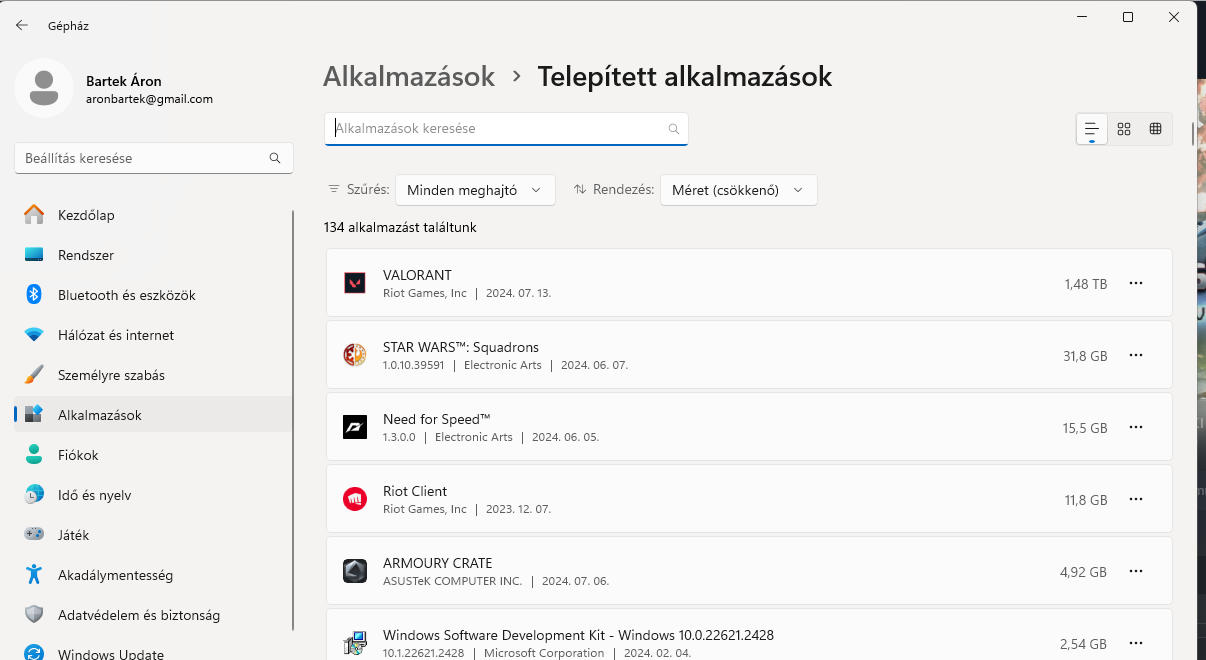 Gépház
Bartek Áron
aronbartek@gmail.com
Beállítás keresése
Kezdőlap
Rendszer
Bluetooth és eszközök
Hálózat és internet
Személyre szabás
Alkalmazások
Fiókok
Idő és nyelv
Játék
Akadálymentesség
Adatvédelem és biztonság
Windows Update
Alkalmazások > Telepített alkalmazások
Alkalmazások keresése
Szűrés: Minden meghajtó Rendezés: Méret (csökkenő)
134 alkalmazást találtunk
VALORANT
Riot Games, Inc | 2024. 07. 13.
1,48 TB
STAR WARS™: Squadrons
1.0.10.39591 | Electronic Arts | 2024. 06. 07.
31,8 GB
Need for Speed™
1.3.0.0 | Electronic Arts | 2024. 06. 05.
15,5 GB
Riot Client
Riot Games, Inc | 2023. 12. 07.
11,8 GB
ARMOURY CRATE
ASUSTeK COMPUTER INC. | 2024. 07. 06.
4,92 GB
Windows Software Development Kit - Windows 10.0.22621.2428
10.1.22621.2428 | Microsoft Corporation | 2024. 02. 04.
2,54 GB